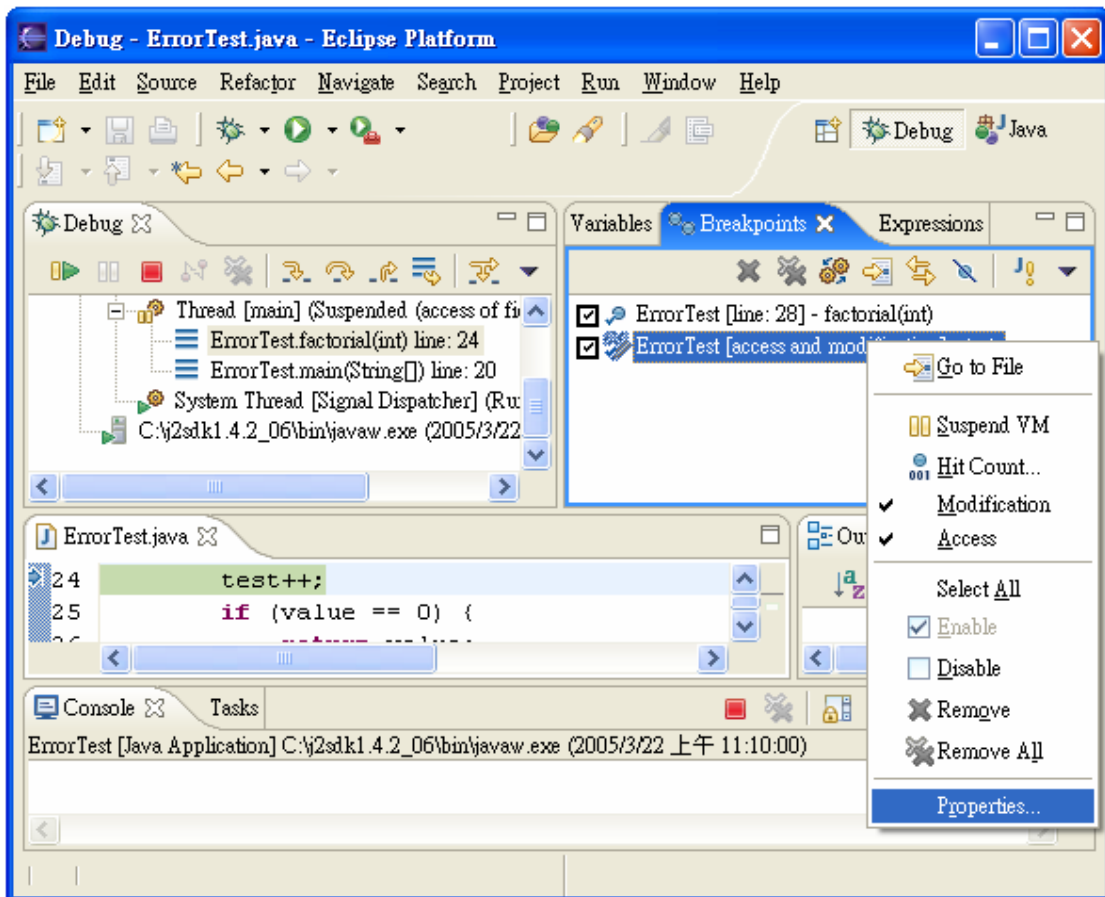 Debug - ErrorTest.java - Eclipse Platform
File Edit Source Refactor Navigate Search Project Run Window Help
Debug Java
Debug
Variables Breakpoints Expressions
Thread [main] (Suspended (access of
ErrorTest.factorial(int) line: 24
ErrorTest.main(String[]) line: 20
System Thread [Signal Dispatcher]
C:\j2sdk1.4.2_06\bin\javaw.exe (2005/3/22
ErrorTest [line: 28] - factorial(int)
ErrorTest [access and
Go to File
Suspend VM
001 Hit Count...
Modification
Access
Select All
Enable
Disable
Remove
Remove All
Properties...
ErrorTest.java
24 test++;
25 if (value == 0) {
Console Tasks
ErrorTest [Java Application] C:\j2sdk1.4.2_06\bin\javaw.exe (2005/3/22 上午 11:10:00)